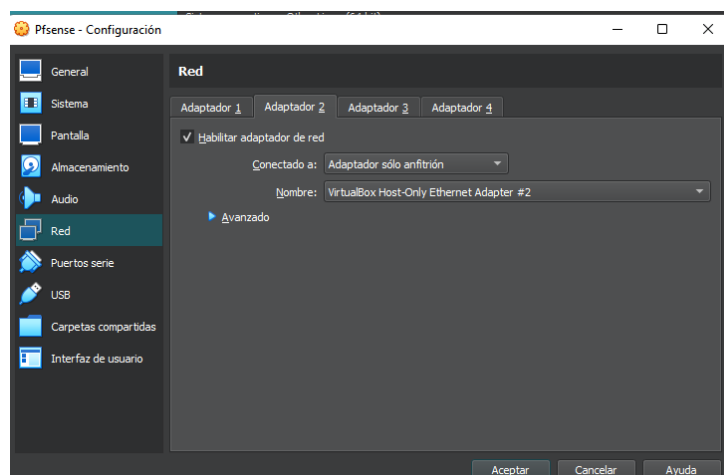 Pfsense - Configuración
General
Sistema
Pantalla
Almacenamiento
Audio
Red
Puertos serie
USB
Carpetas compartidas
Interfaz de usuario
Red
Adaptador 1 Adaptador 2 Adaptador 3 Adaptador 4
Habilitar adaptador de red
Conectado a: Adaptador sólo anfitrión
Nombre: VirtualBox Host-Only Ethernet Adapter #2
Avanzado
Aceptar Cancelar Ayuda